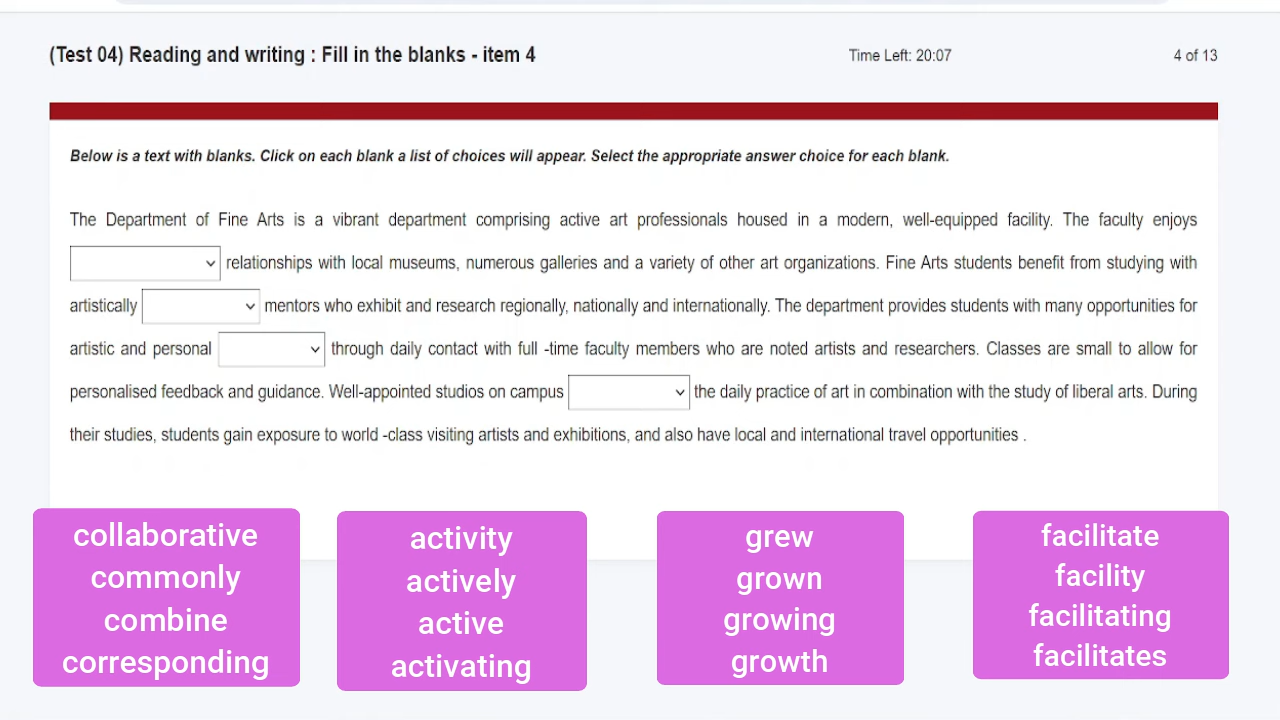 (Test 04) Reading and writing : Fill in the blanks - item 4
Time Left: 20:07
4 of 13
Below is a text with blanks. Click on each blank a list of choices will appear. Select the appropriate answer choice for each blank.
The Department of Fine Arts is a vibrant department comprising active art professionals housed in a modern, well-equipped facility. The faculty enjoys
relationships with local museums, numerous galleries and a variety of other art organizations. Fine Arts students benefit from studying with
artistically mentors who exhibit and research regionally, nationally and internationally. The department provides students with many opportunities for
artistic and personal through daily contact with full -time faculty members who are noted artists and researchers. Classes are small to allow for
personalised feedback and guidance. Well-appointed studios on campus the daily practice of art in combination with the study of liberal arts. During
their studies, students gain exposure to world -class visiting artists and exhibitions, and also have local and international travel opportunities .
collaborative
commonly
combine
corresponding
activity
actively
active
activating
grew
grown
growing
growth
facilitate
facility
facilitating
facilitates